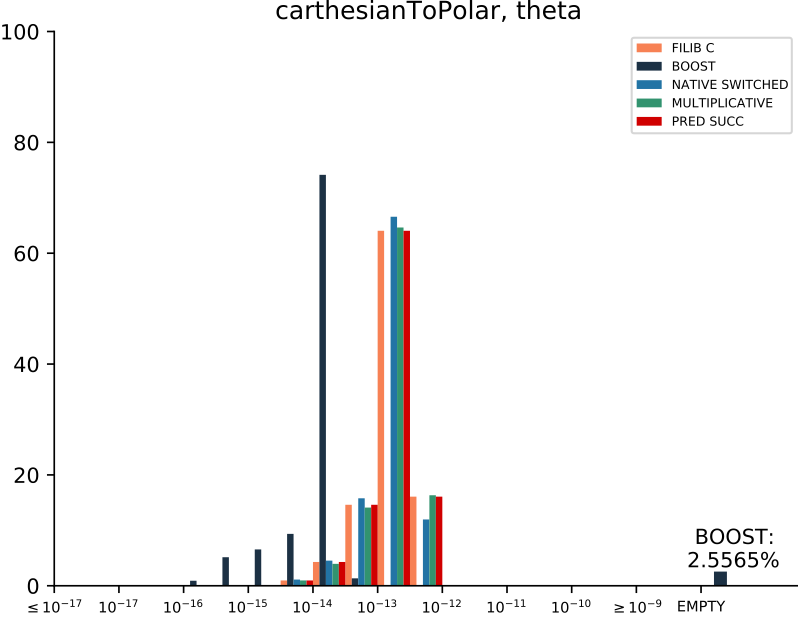 carthesianToPolar, theta
100
80
60
40
20
0
FILIB C
BOOST
NATIVE SWITCHED
MULTIPLICATIVE
PRED SUCC
BOOST:
2.5565%
≤10⁻¹⁷ 10⁻¹⁷ 10⁻¹⁶ 10⁻¹⁵ 10⁻¹⁴ 10⁻¹³ 10⁻¹² 10⁻¹¹ 10⁻¹⁰ ≥10⁻⁹ EMPTY